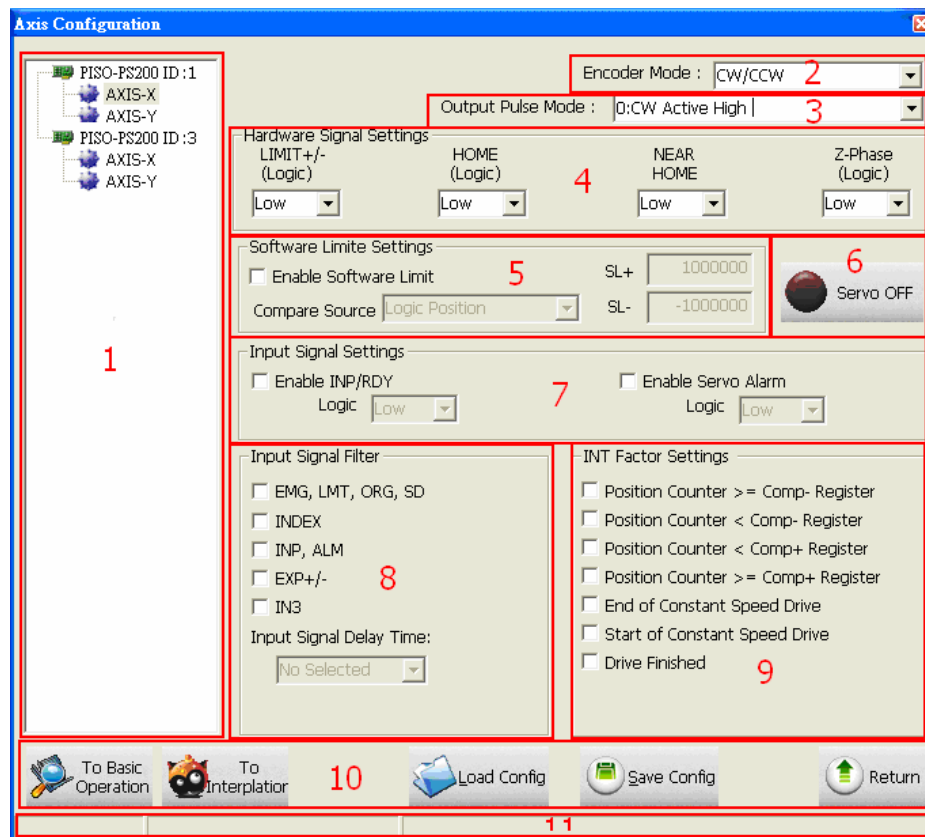 Axis Configuration
PISO-PS200 ID :1
AXIS-X
AXIS-Y
PISO-PS200 ID :3
AXIS-X
AXIS-Y
1
Encoder Mode : CW/CCW 2
Output Pulse Mode : 0:CW Active High 3
Hardware Signal Settings
LIMIT+/- (Logic)
Low
HOME (Logic)
Low
4
NEAR HOME
Low
Z-Phase (Logic)
Low
Software Limite Settings
Enable Software Limit
5
SL+ 1000000
Compare Source Logic Position
SL- -1000000
6
Servo OFF
Input Signal Settings
Enable INP/RDY
Logic Low
7
Enable Servo Alarm
Logic Low
Input Signal Filter
EMG, LMT, ORG, SD
INDEX
INP, ALM
EXP+/-
8
IN3
Input Signal Delay Time:
No Selected
INT Factor Settings
Position Counter >= Comp- Register
Position Counter < Comp- Register
Position Counter < Comp+ Register
Position Counter >= Comp+ Register
End of Constant Speed Drive
Start of Constant Speed Drive
Drive Finished
9
To Basic Operation
To Interplation
10
Load Config
Save Config
Return
11